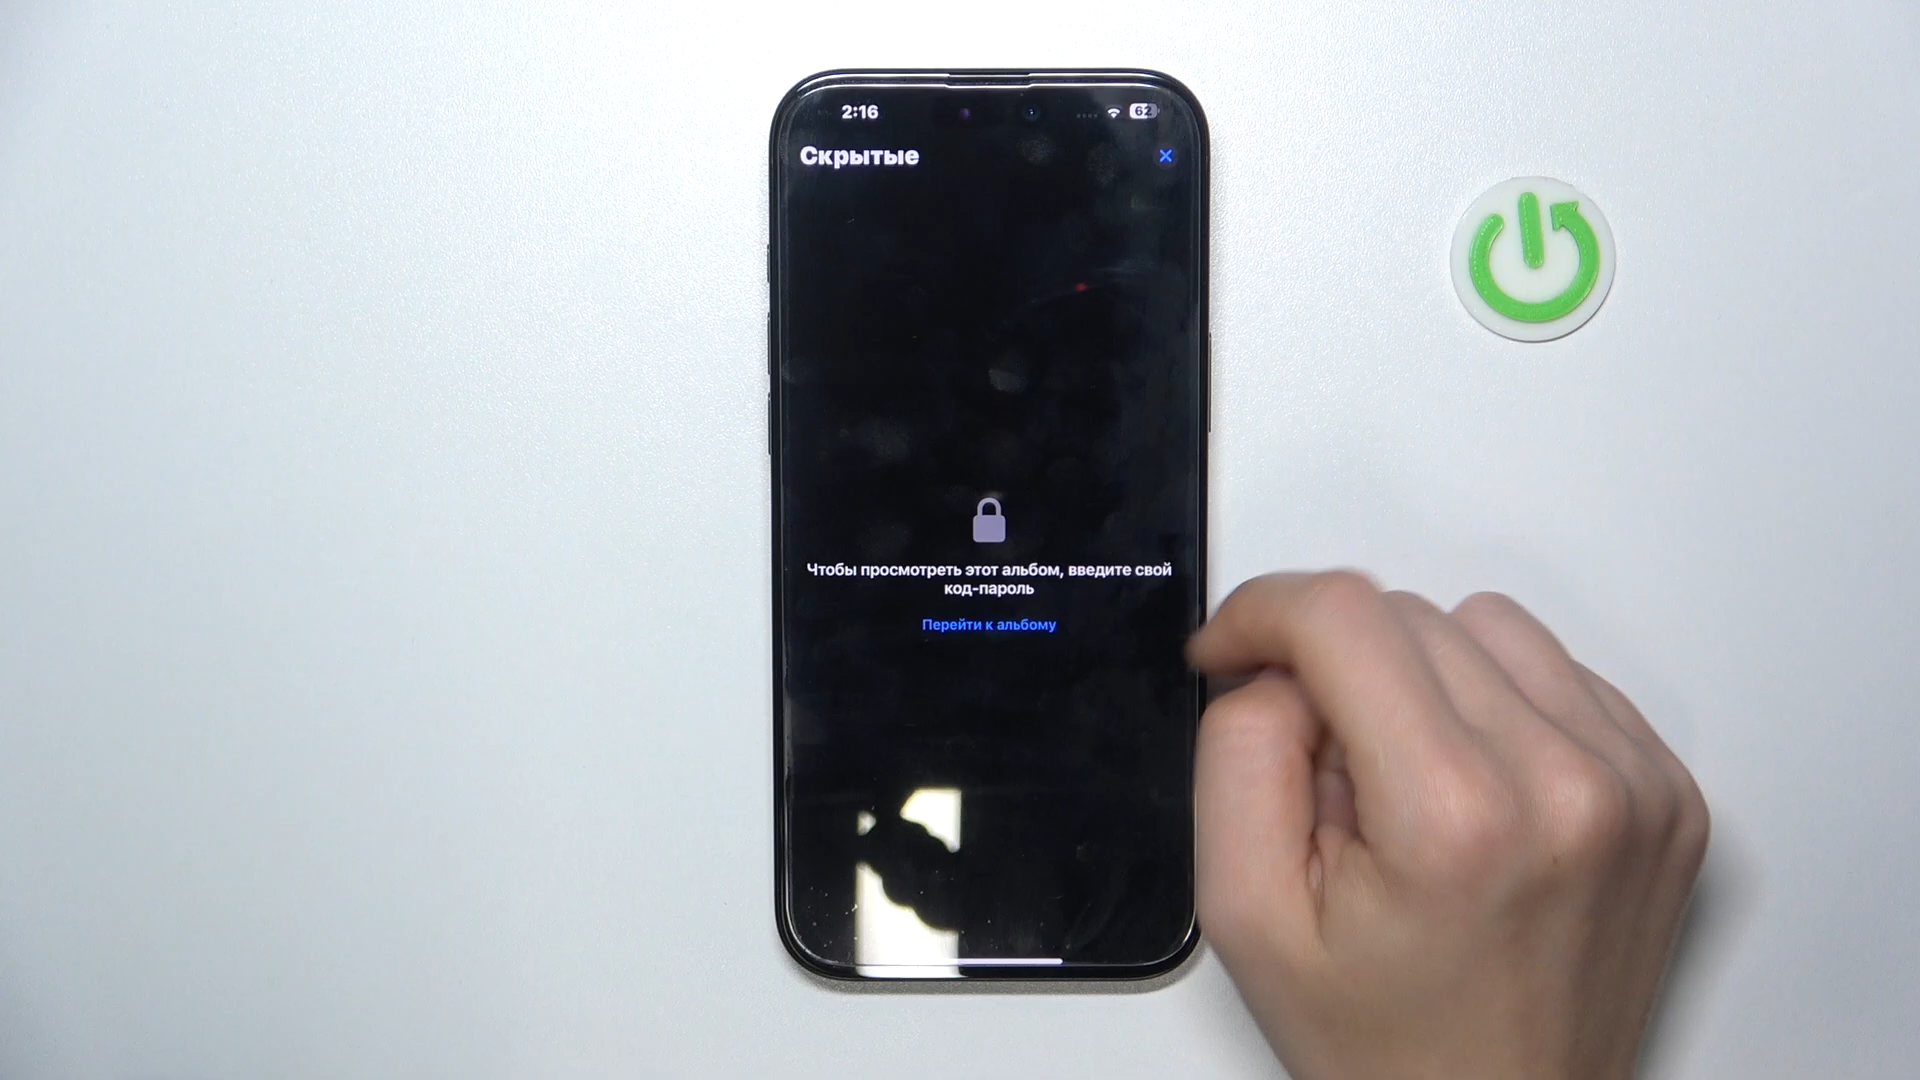 2:16
62
Скрытые
Чтобы просмотреть этот альбом, введите свой
код-пароль
Перейти к альбому